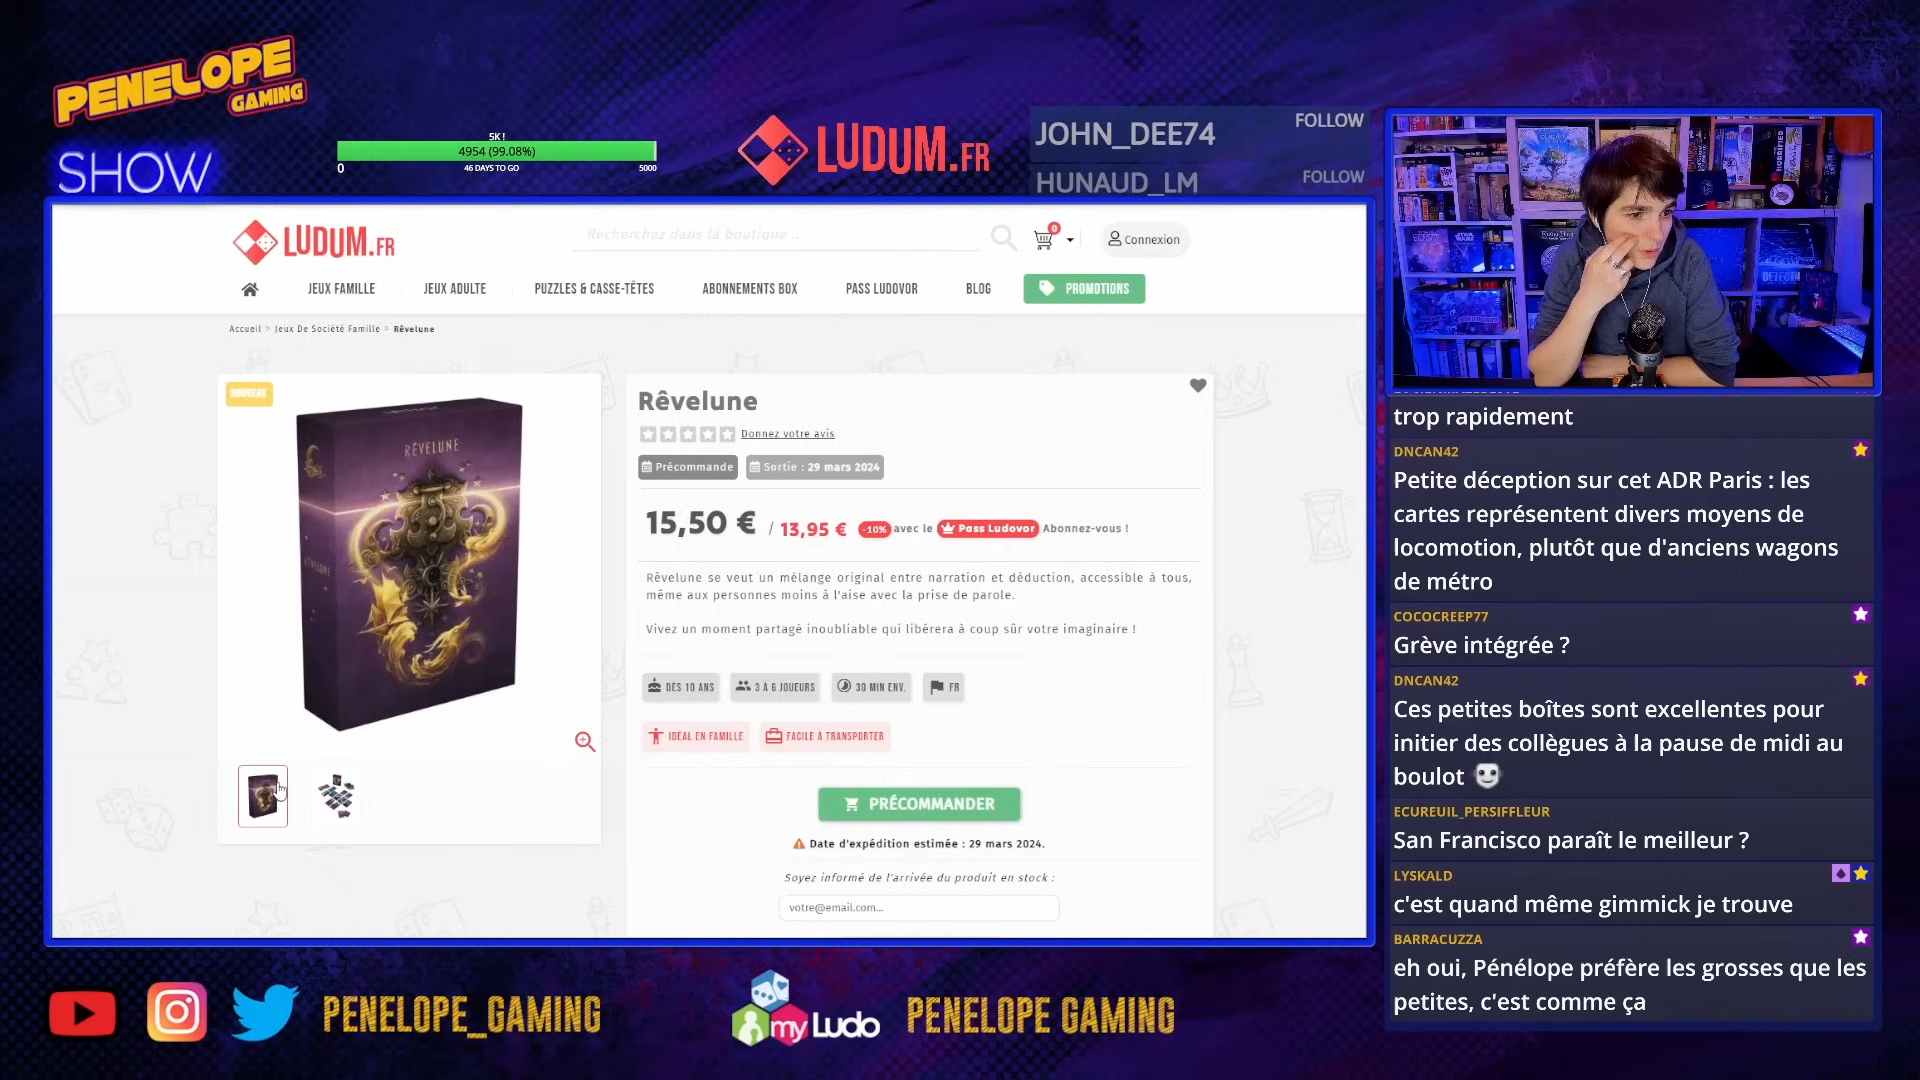 PENELOPE
GAMING
SHOW
5K !
4954 (99.08%)
0
46 DAYS TO GO
5000
LUDUM.FR
JOHN_DEE74
FOLLOW
HUNAUD_LM
FOLLOW
LUDUM.FR
Recherchez dans la boutique ..
0
Connexion
JEUX FAMILLE
JEUX ADULTE
PUZZLES & CASSE-TÊTES
ABONNEMENTS BOX
PASS LUDOVOR
BLOG
PROMOTIONS
Accueil > Jeux De Société Famille > Rêvelune
NOUVEAU
RÊVELUNE
RÊVELUNE
Rêvelune
Donnez votre avis
Précommande
Sortie : 29 mars 2024
15,50 € / 13,95 € -10% avec le Pass Ludovor Abonnez-vous !
Rêvelune se veut un mélange original entre narration et déduction, accessible à tous,
même aux personnes moins à l'aise avec la prise de parole.
Vivez un moment partagé inoubliable qui libérera à coup sûr votre imaginaire !
DÈS 10 ANS
3 À 6 JOUEURS
30 MIN ENV.
FR
IDÉAL EN FAMILLE
FACILE À TRANSPORTER
PRÉCOMMANDER
Date d'expédition estimée : 29 mars 2024.
Soyez informé de l'arrivée du produit en stock :
votre@email.com...
trop rapidement
DNCAN42
Petite déception sur cet ADR Paris : les
cartes représentent divers moyens de
locomotion, plutôt que d'anciens wagons
de métro
COCOCREEP77
Grève intégrée ?
DNCAN42
Ces petites boîtes sont excellentes pour
initier des collègues à la pause de midi au
boulot
ECUREUIL_PERSIFFLEUR
San Francisco paraît le meilleur ?
LYSKALD
c'est quand même gimmick je trouve
BARRACUZZA
eh oui, Pénélope préfère les grosses que les
petites, c'est comme ça
PENELOPE_GAMING
myLudo
PENELOPE GAMING